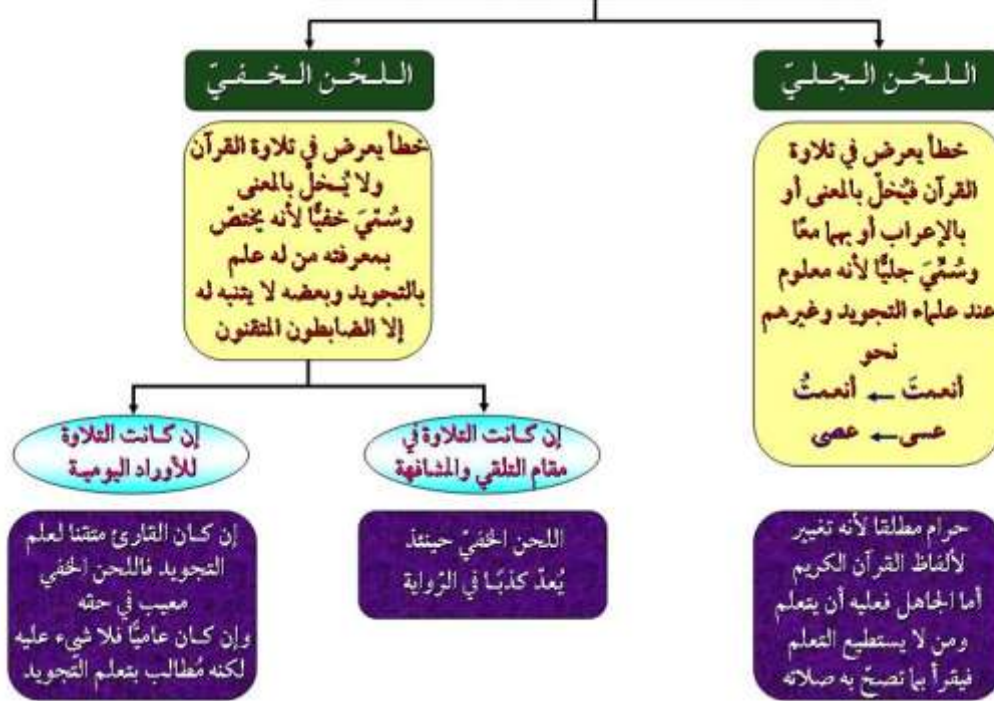 اللحن الجليّ
خطأ يعرض في تلاوة
القرآن فيُخلّ بالمعنى أو
بالإعراب أو بهما معًا
وسُمِّيَ جليًّا لأنه معلوم
عند علماء التجويد وغيرهم
نحو
أنعمتَ ← أنعمتُ
عسى ← عصى
حرام مطلقا لأنه تغيير
لألفاظ القرآن الكريم
أما الجاهل فعليه أن يتعلم
ومن لا يستطيع التعلم
فيقرأ بما تصحّ به صلاته
اللحن الخفيّ
خطأ يعرض في تلاوة القرآن
ولا يُخلّ بالمعنى
وسُمِّيَ خفيًّا لأنه يختصّ
بمعرفته من له علم
بالتجويد وبعضه لا يتنبه له
إلا الضابطون المتقنون
إن كانت التلاوة في
مقام التلقي والمشافهة
اللحن الخفيّ حينئذ
يُعدّ كذبًا في الرّواية
إن كانت التلاوة
للأوراد اليومية
إن كان القارئ متقنا لعلم
التجويد فاللحن الخفي
معيب في حقه
وإن كان عاميًّا فلا شيء عليه
لكنه مُطالب بتعلم التّجويد